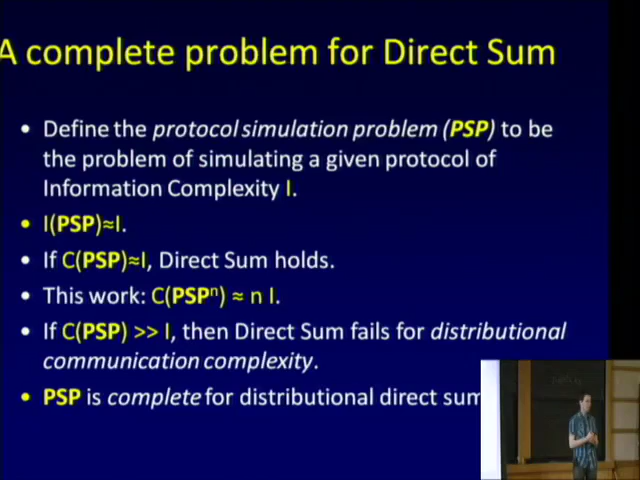 A complete problem for Direct Sum
• Define the protocol simulation problem (PSP) to be
the problem of simulating a given protocol of
Information Complexity I.
• I(PSP)≈I.
• If C(PSP)≈I, Direct Sum holds.
• This work: C(PSPⁿ) ≈ n I.
• If C(PSP) >> I, then Direct Sum fails for distributional
communication complexity.
• PSP is complete for distributional direct sum